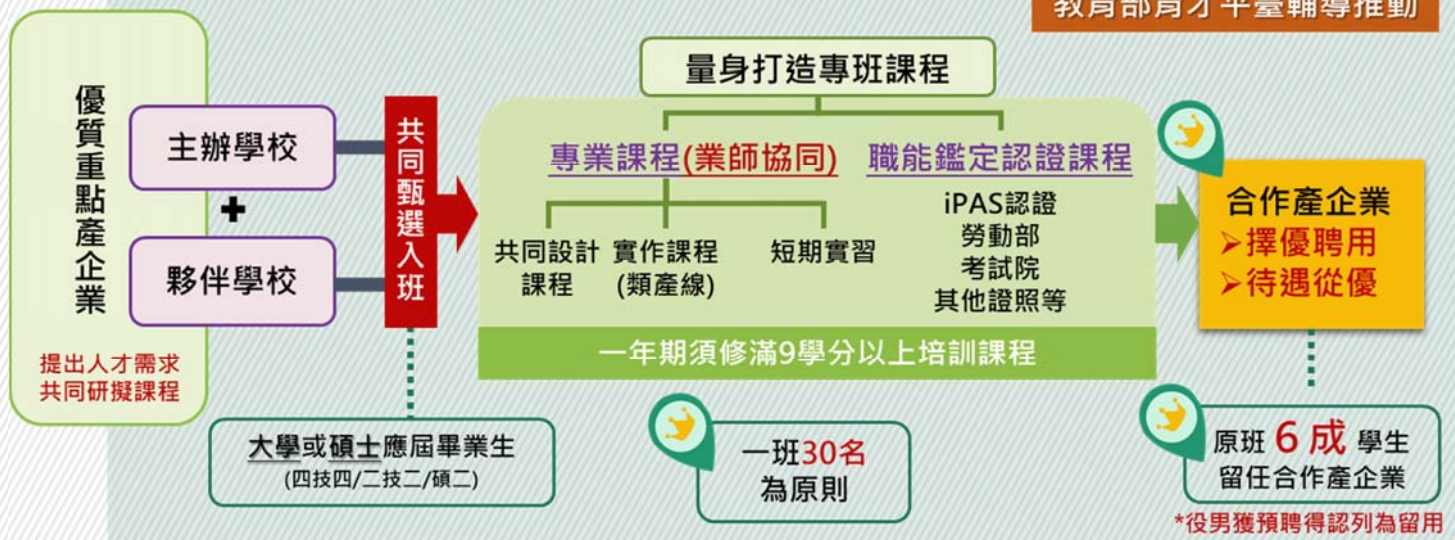 教育部育才平臺輔導推動
優質重點產企業
提出人才需求
共同研擬課程
主辦學校
+
夥伴學校
共同甄選入班
大學或碩士應屆畢業生
(四技四/二技二/碩二)
量身打造專班課程
專業課程(業師協同)
共同設計
課程
實作課程
(類產線)
短期實習
職能鑑定認證課程
iPAS認證
勞動部
考試院
其他證照等
一年期須修滿9學分以上培訓課程
一班30名
為原則
合作產企業
➢擇優聘用
➢待遇從優
原班 6 成 學生
留任合作產企業
*役男獲預聘得認列為留用